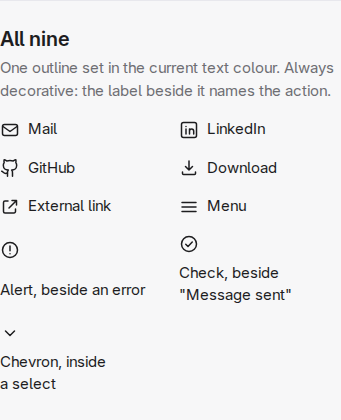 All nine
One outline set in the current text colour. Always
decorative: the label beside it names the action.
Mail
LinkedIn
GitHub
Download
External link
Menu
Alert, beside an error
Check, beside
"Message sent"
Chevron, inside
a select